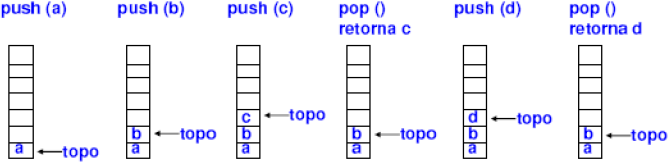 push (a)
push (b)
push (c)
pop ()
retorna c
push (d)
pop ()
retorna d
a
topo
b
topo
a
c
topo
b
a
b
topo
a
d
topo
b
a
b
topo
a